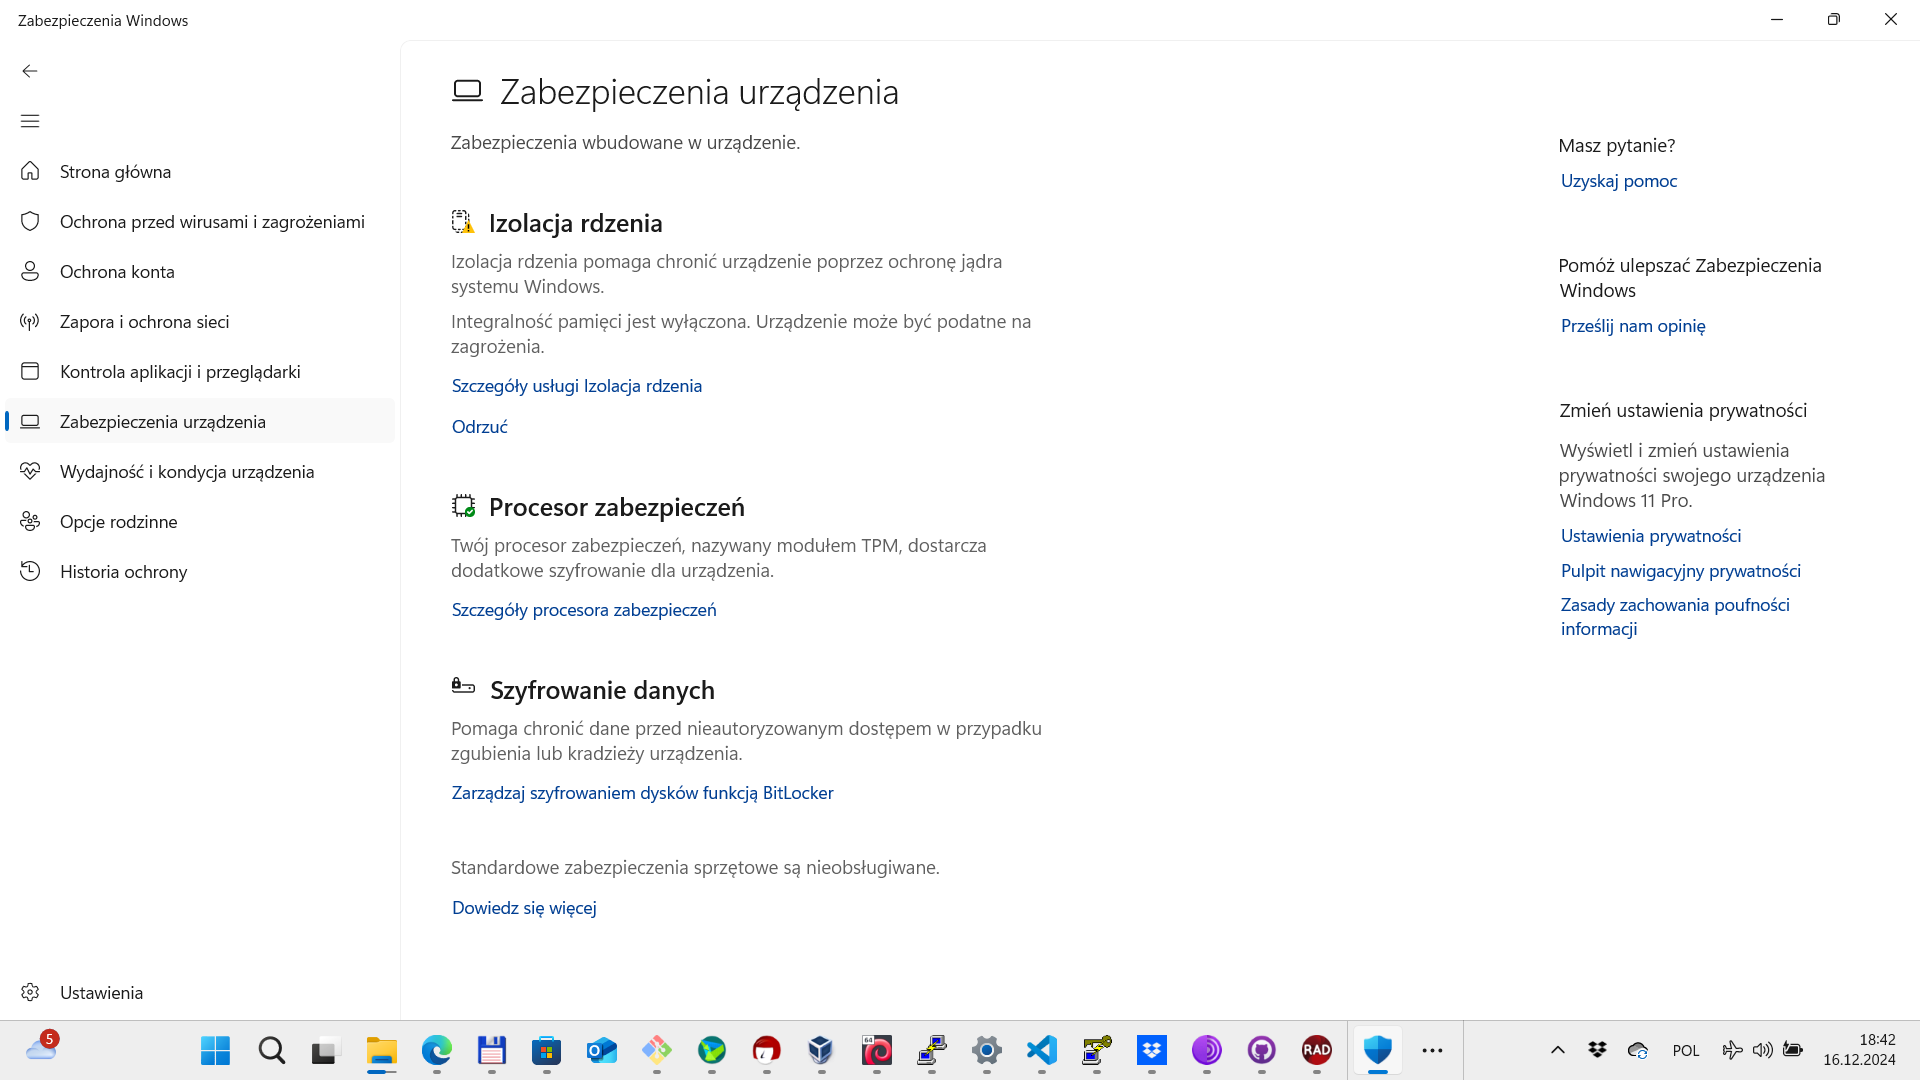 Zabezpieczenia Windows
Strona główna
Ochrona przed wirusami i zagrożeniami
Ochrona konta
Zapora i ochrona sieci
Kontrola aplikacji i przeglądarki
Zabezpieczenia urządzenia
Wydajność i kondycja urządzenia
Opcje rodzinne
Historia ochrony
Ustawienia
Zabezpieczenia urządzenia
Zabezpieczenia wbudowane w urządzenie.
Izolacja rdzenia
Izolacja rdzenia pomaga chronić urządzenie poprzez ochronę jądra
systemu Windows.
Integralność pamięci jest wyłączona. Urządzenie może być podatne na
zagrożenia.
Szczegóły usługi Izolacja rdzenia
Odrzuć
Procesor zabezpieczeń
Twój procesor zabezpieczeń, nazywany modułem TPM, dostarcza
dodatkowe szyfrowanie dla urządzenia.
Szczegóły procesora zabezpieczeń
Szyfrowanie danych
Pomaga chronić dane przed nieautoryzowanym dostępem w przypadku
zgubienia lub kradzieży urządzenia.
Zarządzaj szyfrowaniem dysków funkcją BitLocker
Standardowe zabezpieczenia sprzętowe są nieobsługiwane.
Dowiedz się więcej
Masz pytanie?
Uzyskaj pomoc
Pomóż ulepszać Zabezpieczenia
Windows
Prześlij nam opinię
Zmień ustawienia prywatności
Wyświetl i zmień ustawienia
prywatności swojego urządzenia
Windows 11 Pro.
Ustawienia prywatności
Pulpit nawigacyjny prywatności
Zasady zachowania poufności
informacji
5
64
RAD
POL
18:42
16.12.2024